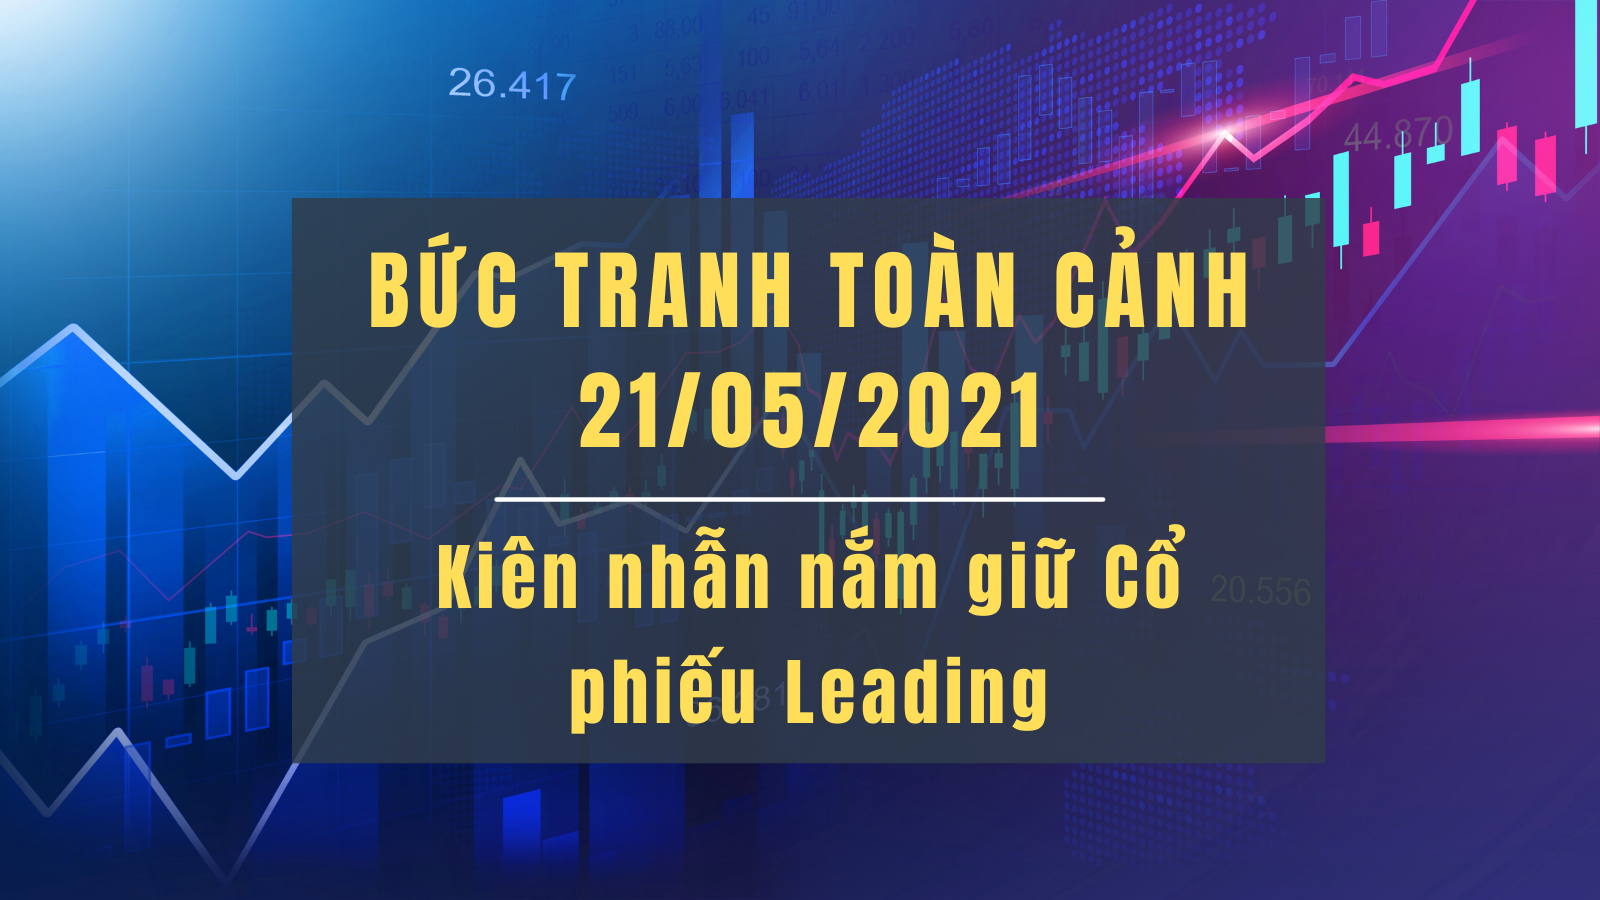 26.417
44.870
BỨC TRANH TOÀN CẢNH
21/05/2021
Kiên nhẫn nắm giữ Cổ
phiếu Leading
20.556